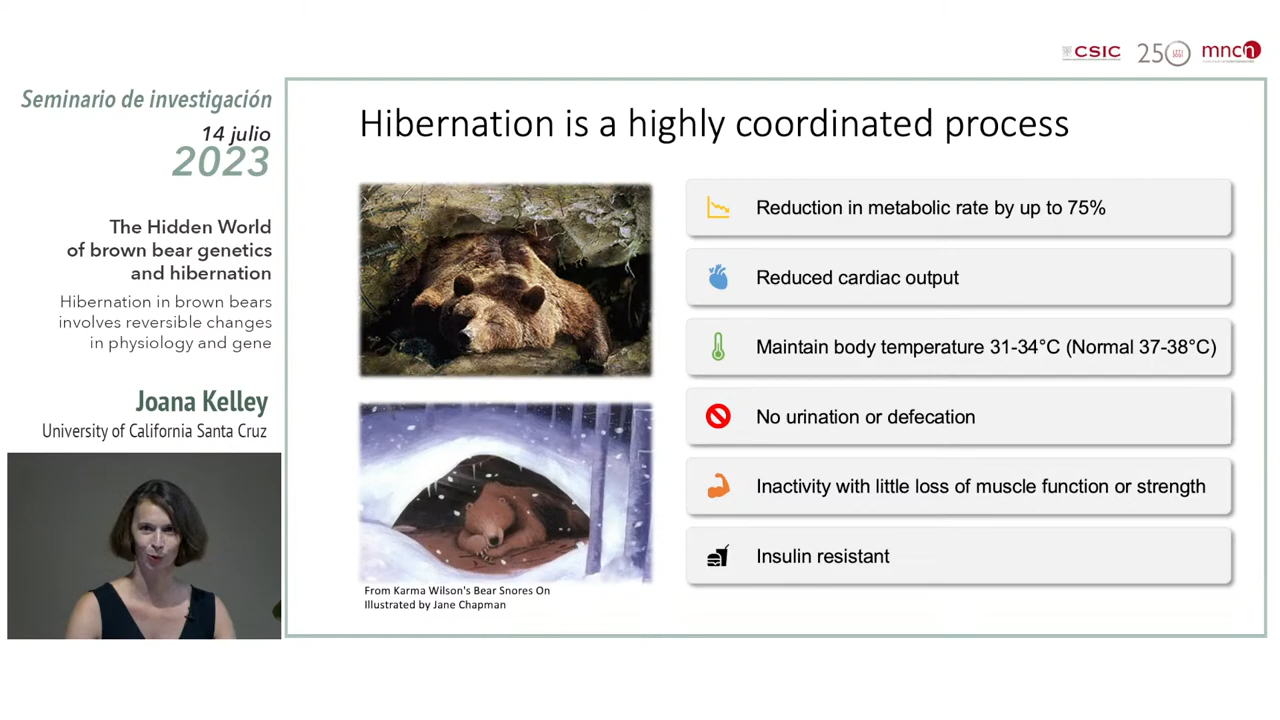 CSIC
250
mncn
Seminario de investigación
14 julio
2023
The Hidden World
of brown bear genetics
and hibernation
Hibernation in brown bears
involves reversible changes
in physiology and gene
Joana Kelley
University of California Santa Cruz
Hibernation is a highly coordinated process
Reduction in metabolic rate by up to 75%
Reduced cardiac output
Maintain body temperature 31-34°C (Normal 37-38°C)
No urination or defecation
Inactivity with little loss of muscle function or strength
Insulin resistant
From Karma Wilson's Bear Snores On
Illustrated by Jane Chapman